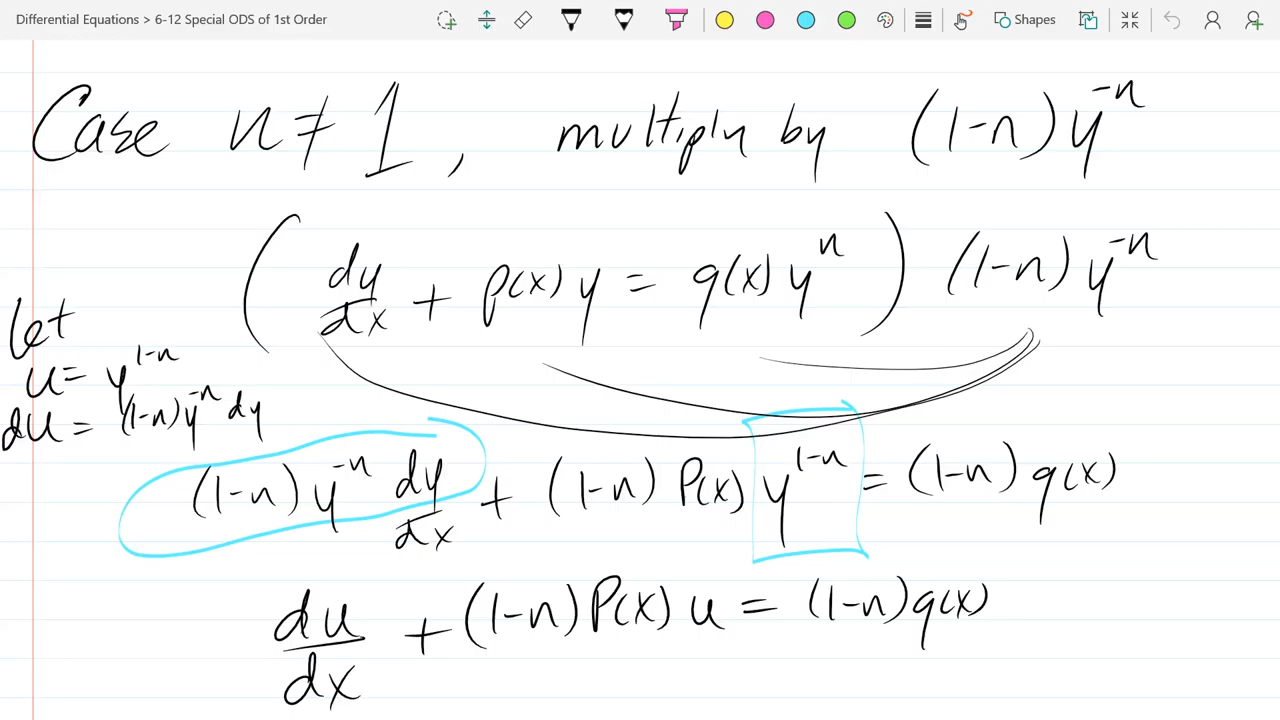 Differential Equations > 6-12 Special ODS of 1st Order
Shapes
Case n ≠ 1, multiply by (1-n)y^{-n}
(dy/dx + p(x)y = q(x)y^n) (1-n)y^{-n}
Let
u = y^{1-n}
du = (1-n)y^{-n} dy
(1-n)y^{-n} dy/dx + (1-n) P(x) y^{1-n} = (1-n) q(x)
du/dx + (1-n)P(x) u = (1-n)q(x)